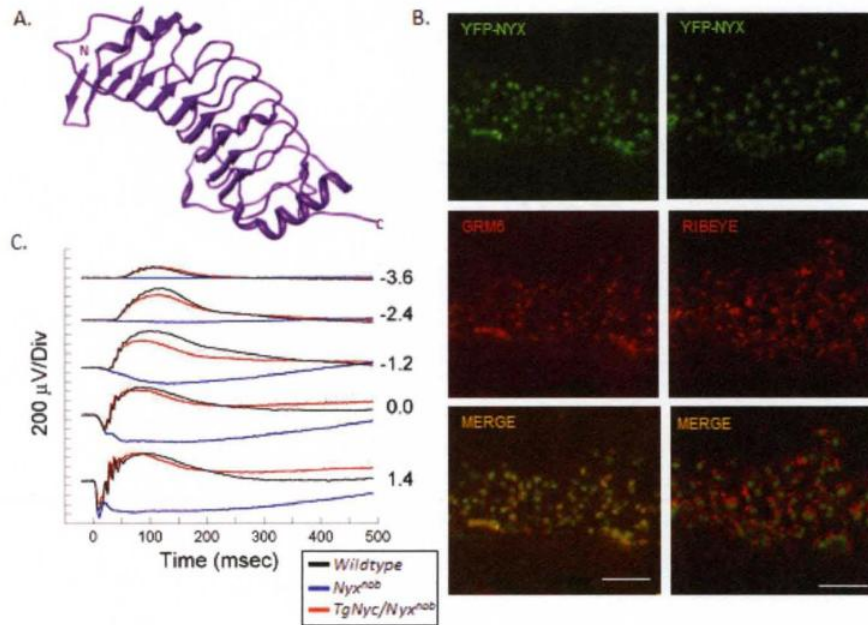 A.
N
C
B.
YFP-NYX
YFP-NYX
GRM6
RIBEYE
MERGE
MERGE
C.
200 µV/Div
-3.6
-2.4
-1.2
0.0
1.4
0
100
200
300
400
500
Time (msec)
Wildtype
Nyx^nob
TgNyc/Nyx^nob